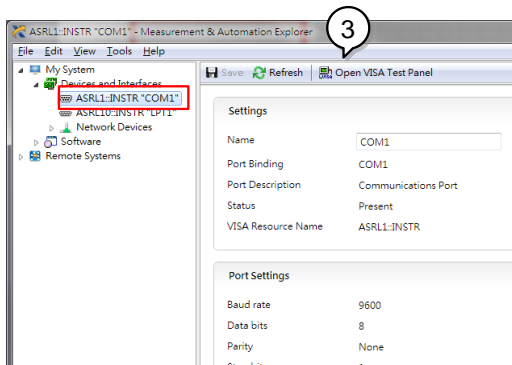 ASRL1::INSTR "COM1" - Measurement & Automation Explorer
3
File Edit View Tools Help
My System
Devices and Interfaces
ASRL1::INSTR "COM1"
ASRL10::INSTR "LPT1"
Network Devices
Software
Remote Systems
Save Refresh Open VISA Test Panel
Settings
Name COM1
Port Binding COM1
Port Description Communications Port
Status Present
VISA Resource Name ASRL1::INSTR
Port Settings
Baud rate 9600
Data bits 8
Parity None